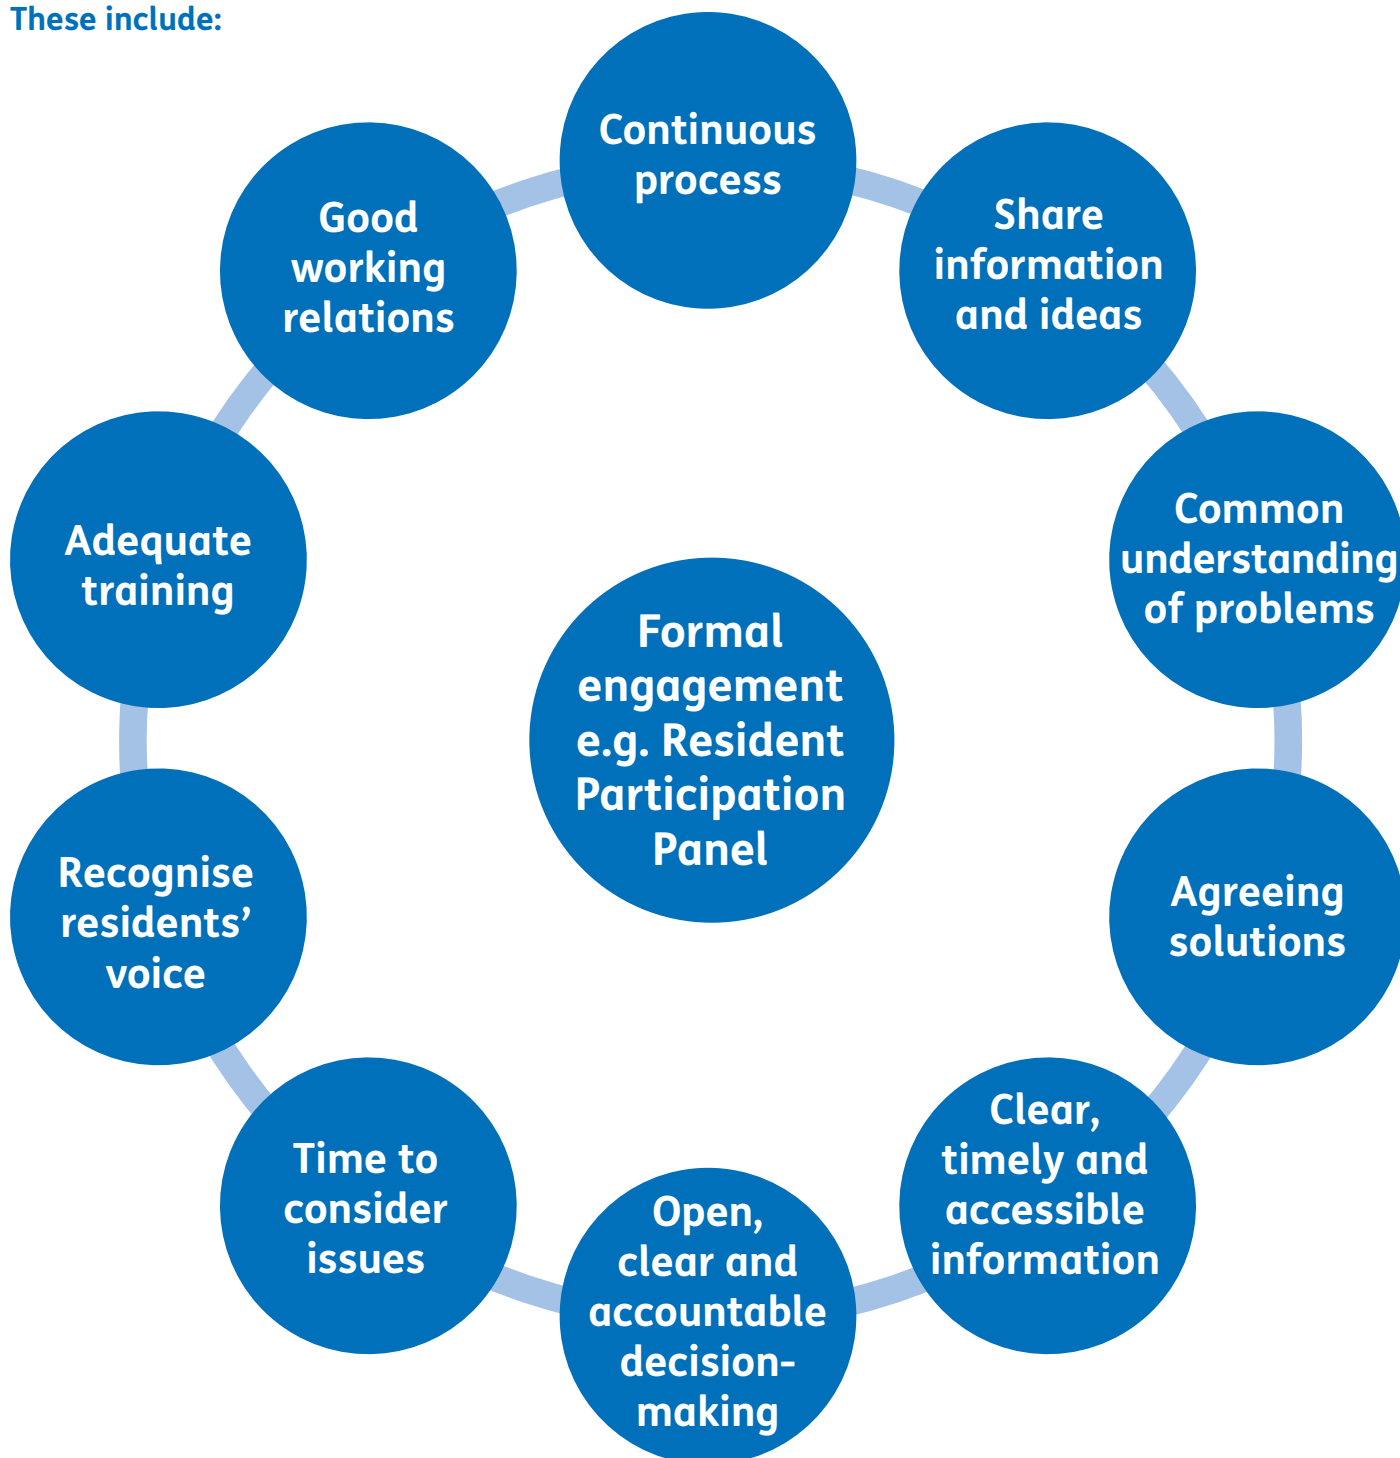 These include:
Continuous
process
Share
information
and ideas
Common
understanding
of problems
Agreeing
solutions
Clear,
timely and
accessible
information
Open,
clear and
accountable
decision-
making
Time to
consider
issues
Recognise
residents’
voice
Adequate
training
Good
working
relations
Formal
engagement
e.g. Resident
Participation
Panel